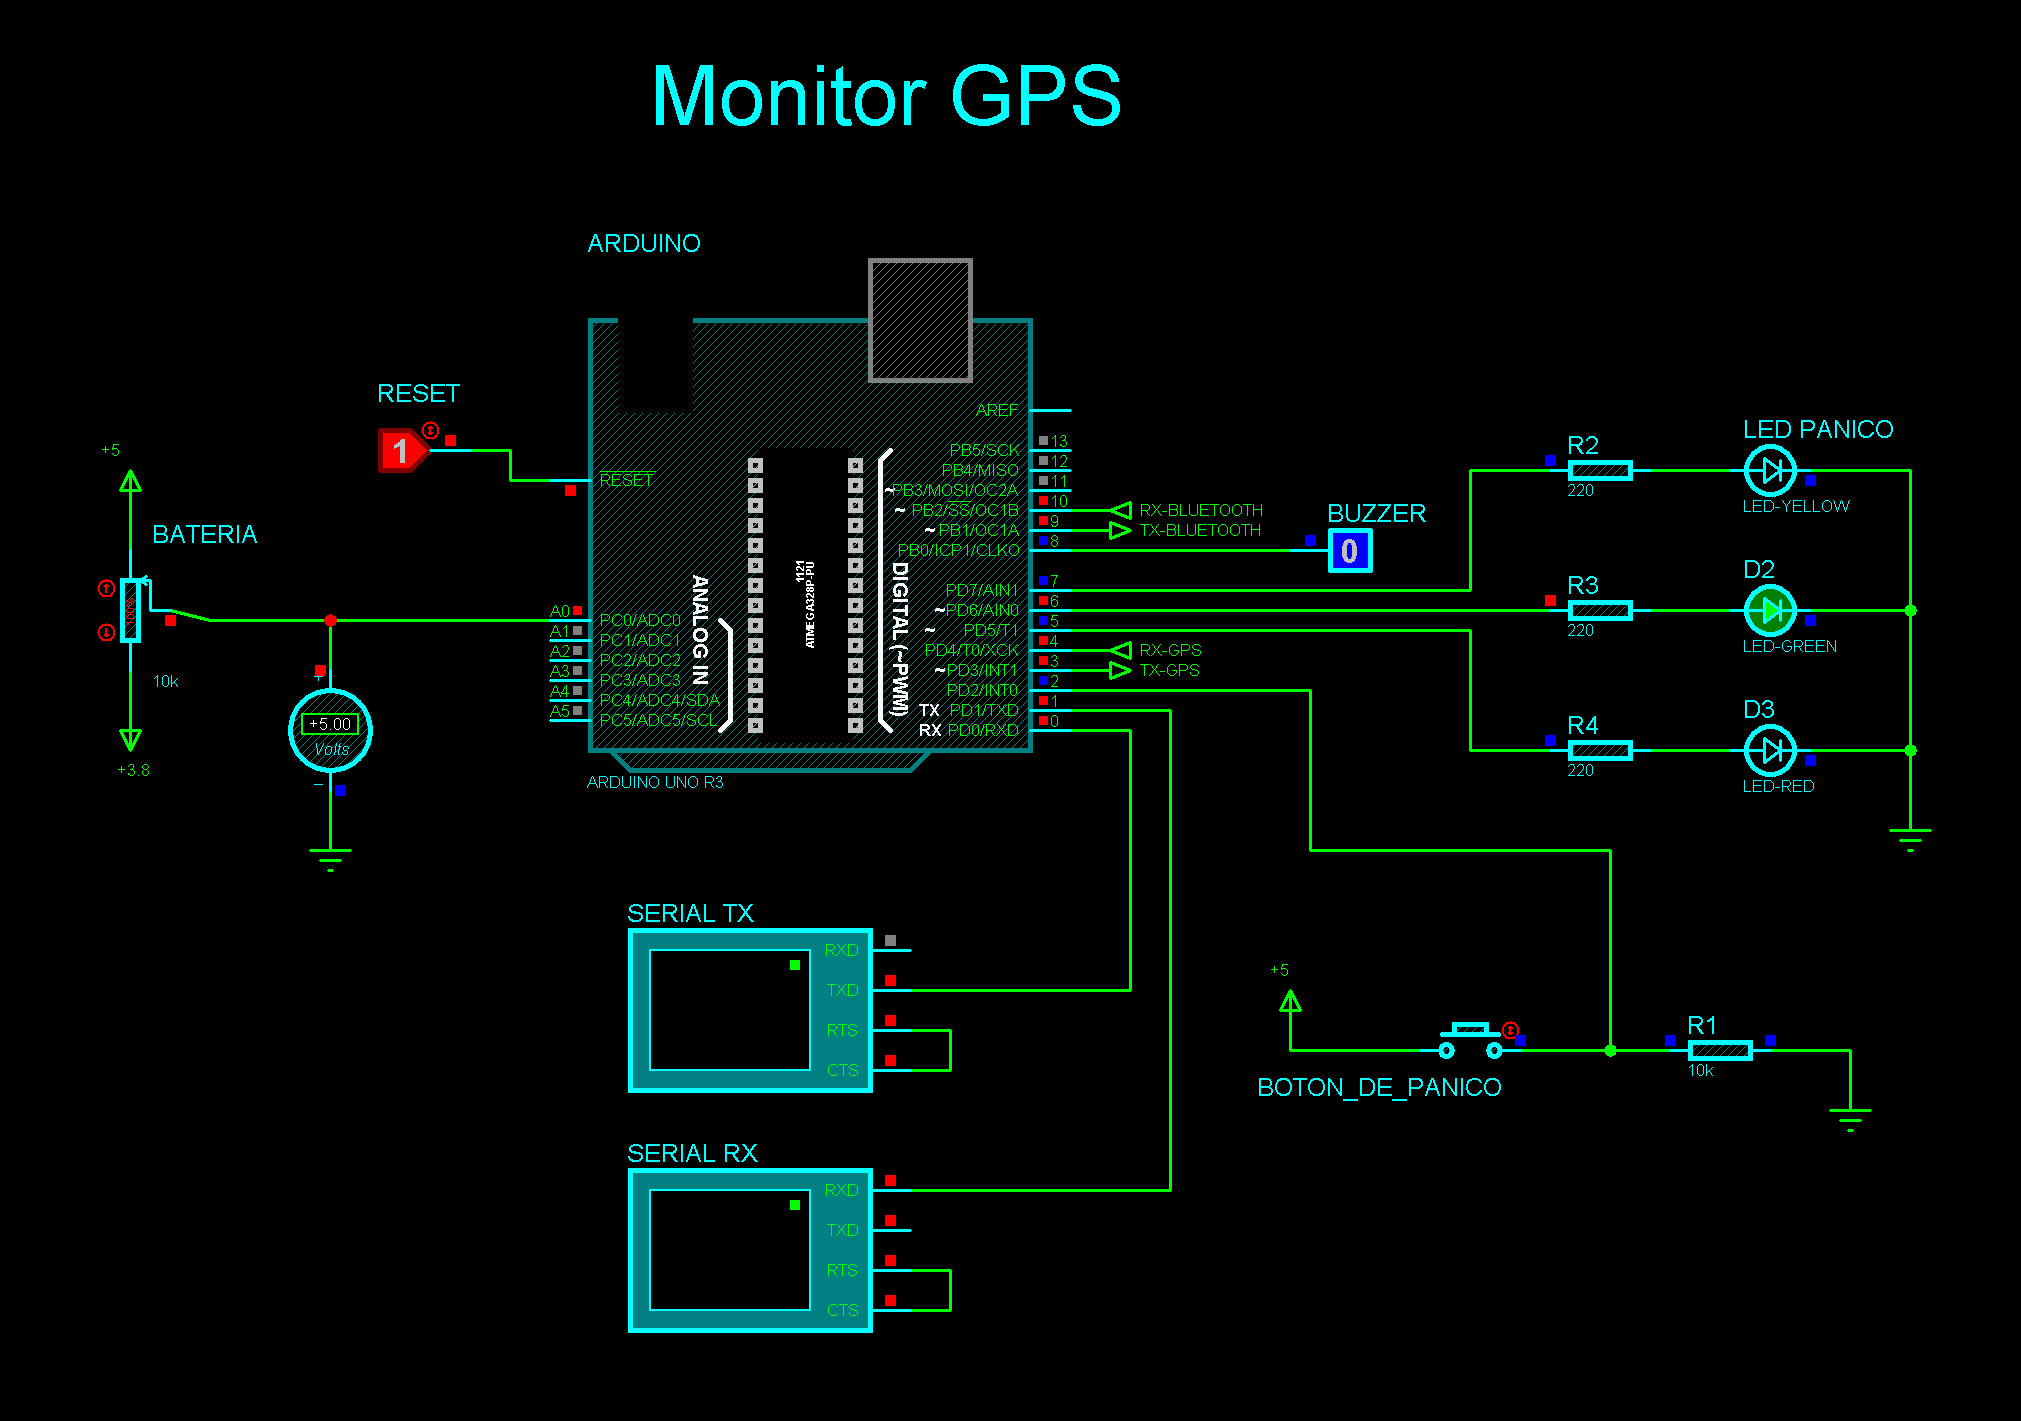 Monitor GPS
ARDUINO
RESET
1
+5
BATERIA
100%
10k
+3.8
+5.00
Volts
+
−
AREF
RESET
PB5/SCK 13
PB4/MISO 12
~PB3/MOSI/OC2A 11
~ PB2/SS/OC1B 10
~ PB1/OC1A 9
PB0/ICP1/CLKO 8
PD7/AIN1 7
~PD6/AIN0 6
~ PD5/T1 5
PD4/T0/XCK 4
~PD3/INT1 3
PD2/INT0 2
TX PD1/TXD 1
RX PD0/RXD 0
A0 PC0/ADC0
A1 PC1/ADC1
A2 PC2/ADC2
A3 PC3/ADC3
A4 PC4/ADC4/SDA
A5 PC5/ADC5/SCL
ANALOG IN
ATMEGA328P-PU
1121
DIGITAL (~PWM)
ARDUINO UNO R3
RX-BLUETOOTH
TX-BLUETOOTH
RX-GPS
TX-GPS
BUZZER
0
R2
220
LED PANICO
LED-YELLOW
R3
220
D2
LED-GREEN
R4
220
D3
LED-RED
SERIAL TX
RXD
TXD
RTS
CTS
SERIAL RX
RXD
TXD
RTS
CTS
+5
BOTON_DE_PANICO
R1
10k